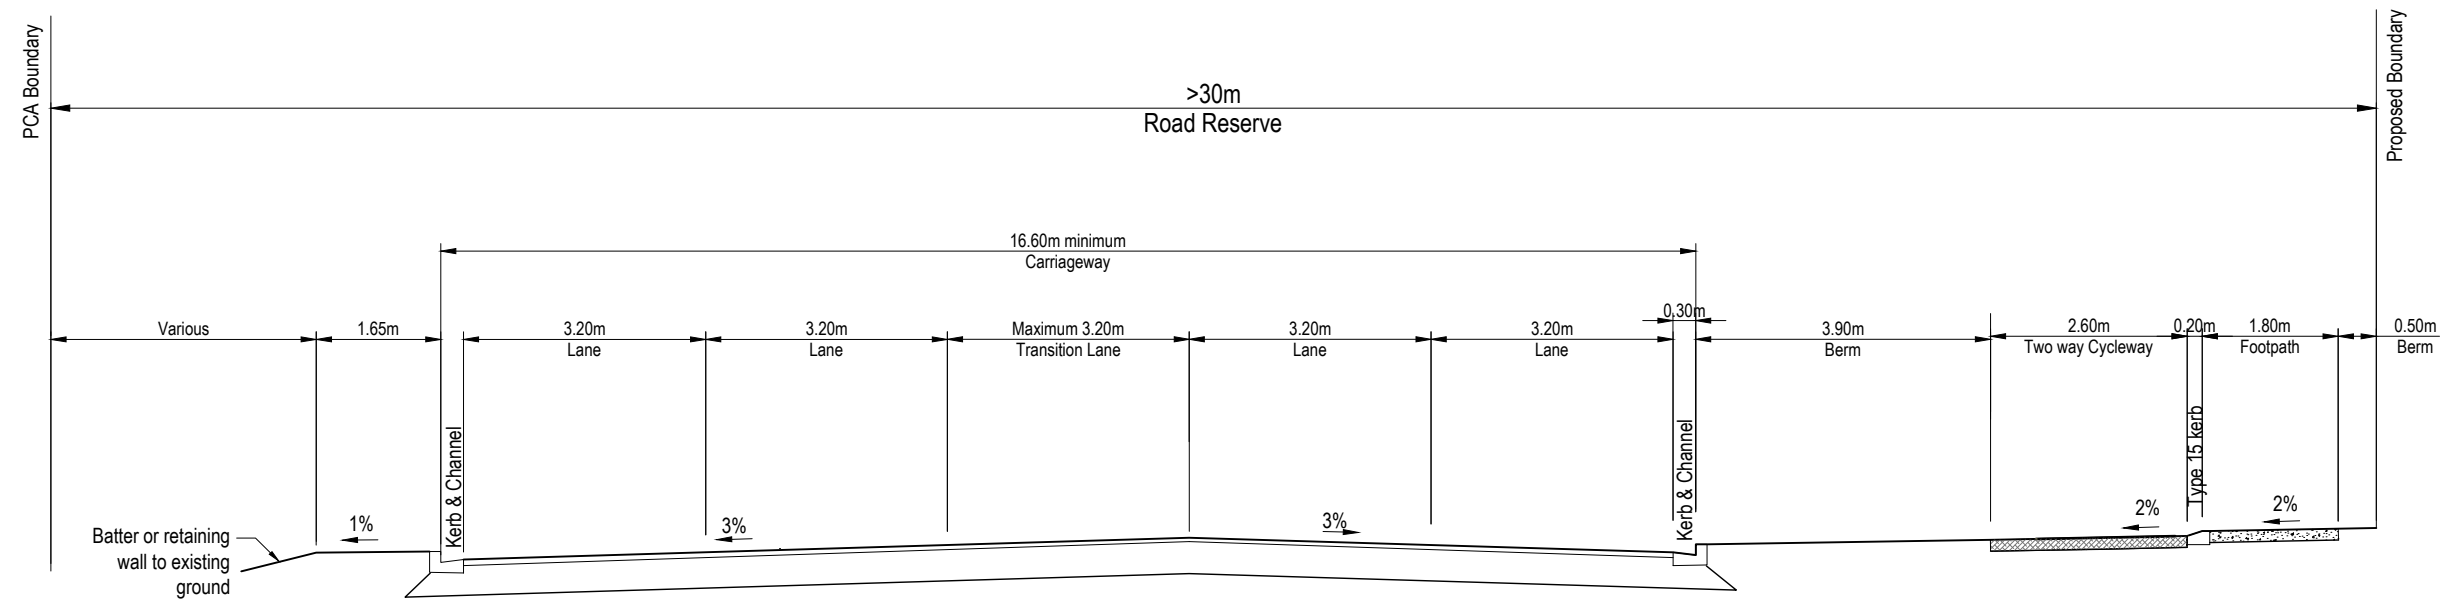 PCA Boundary
Proposed Boundary
>30m
Road Reserve
16.60m minimum
Carriageway
Various
1.65m
3.20m
Lane
3.20m
Lane
Maximum 3.20m
Transition Lane
3.20m
Lane
3.20m
Lane
0.30m
3.90m
Berm
2.60m
Two way Cycleway
0.20m
1.80m
Footpath
0.50m
Berm
Kerb & Channel
Kerb & Channel
Type 15 kerb
Batter or retaining
wall to existing
ground
1%
3%
3%
2%
2%